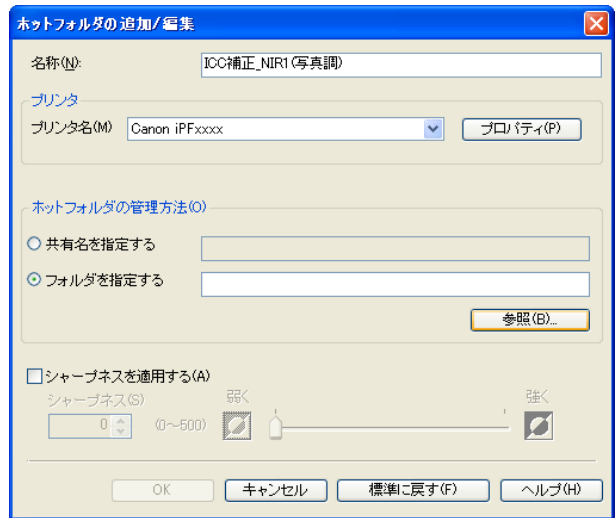 ホットフォルダの追加/編集
名称(N): ICC補正_NIR1(写真調)
プリンタ
プリンタ名(M) Canon iPFxxxx プロパティ(P)
ホットフォルダの管理方法(O)
共有名を指定する
フォルダを指定する
参照(B)...
シャープネスを適用する(A)
シャープネス(S) 弱く 強く
0 (0～500)
OK キャンセル 標準に戻す(F) ヘルプ(H)